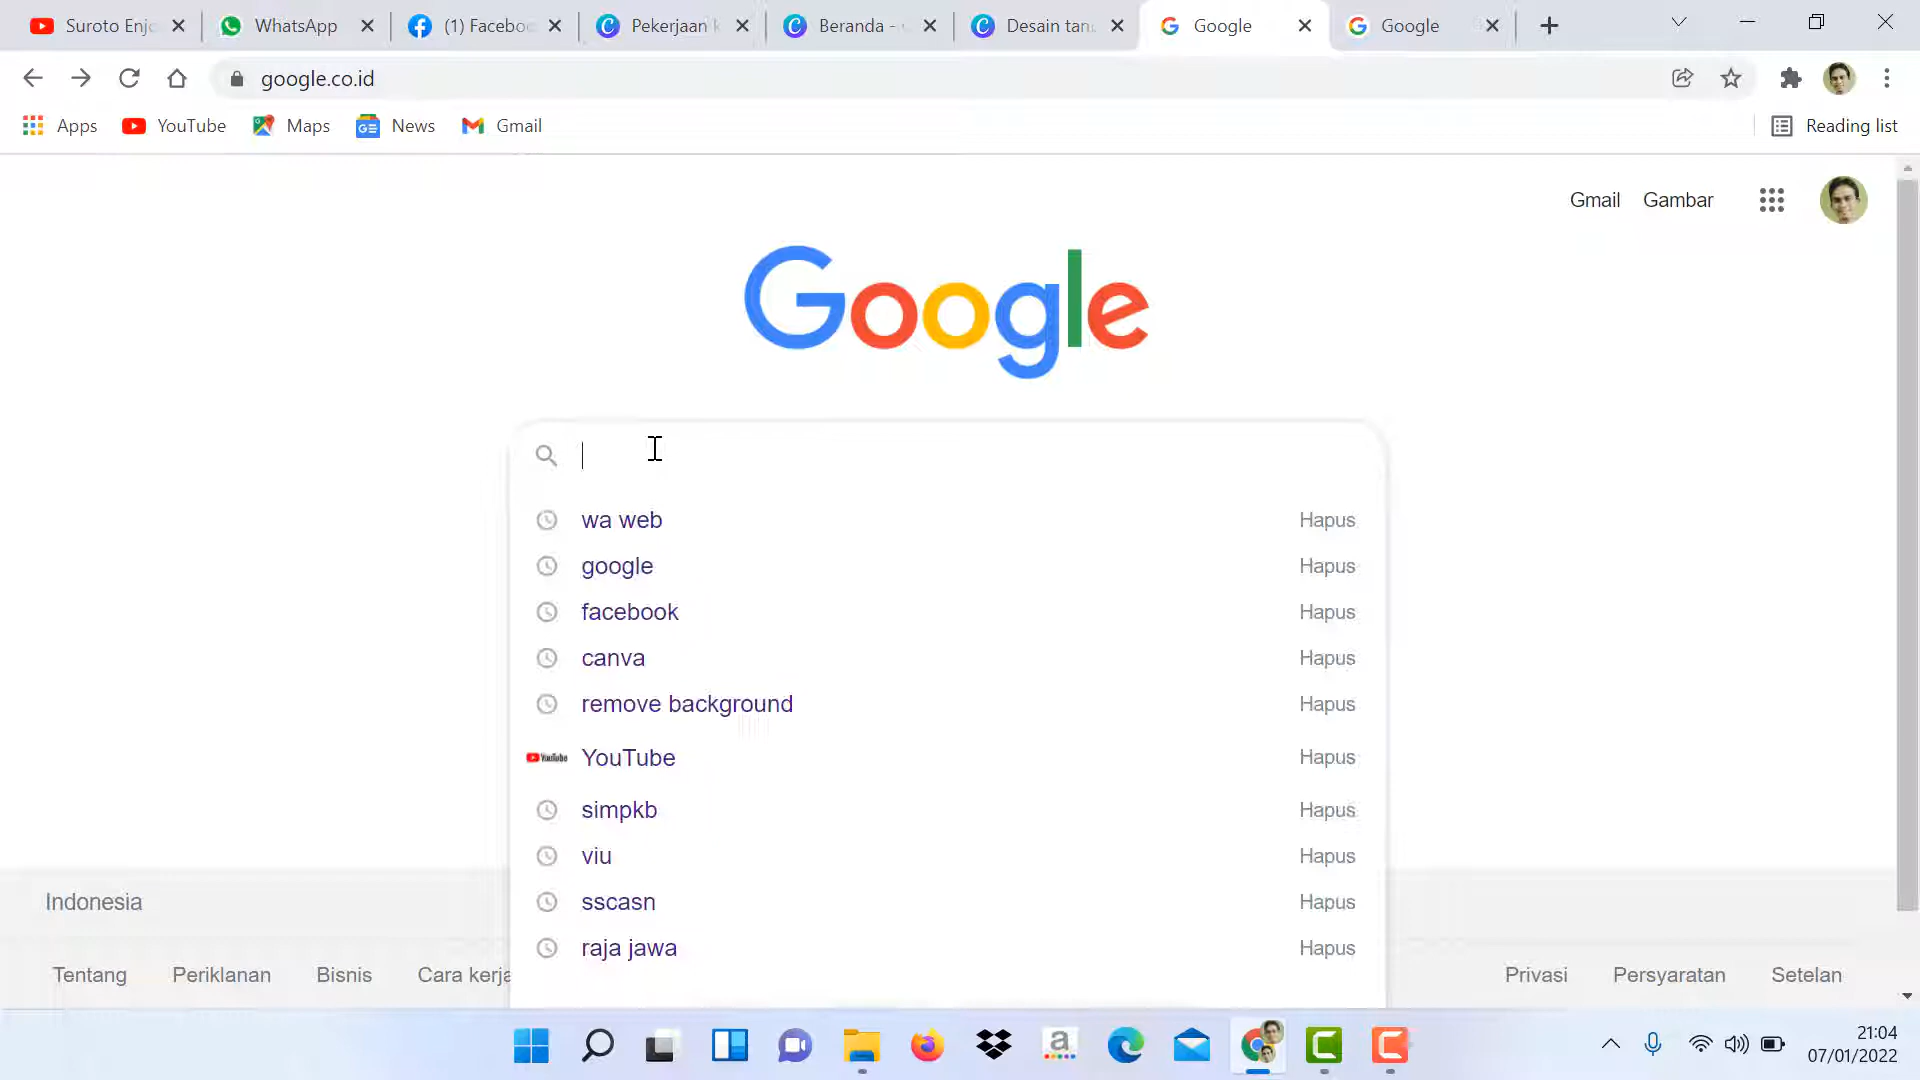 Suroto Enjo
WhatsApp
(1) Faceboo
Pekerjaan k
Beranda -
Desain tan
Google
Google
google.co.id
Apps
YouTube
Maps
News
Gmail
Reading list
Gmail
Gambar
Google
wa web
Hapus
google
Hapus
facebook
Hapus
canva
Hapus
remove background
Hapus
YouTube
YouTube
Hapus
simpkb
Hapus
viu
Hapus
sscasn
Hapus
raja jawa
Hapus
Indonesia
Tentang
Periklanan
Bisnis
Cara kerja
Privasi
Persyaratan
Setelan
21:04
07/01/2022